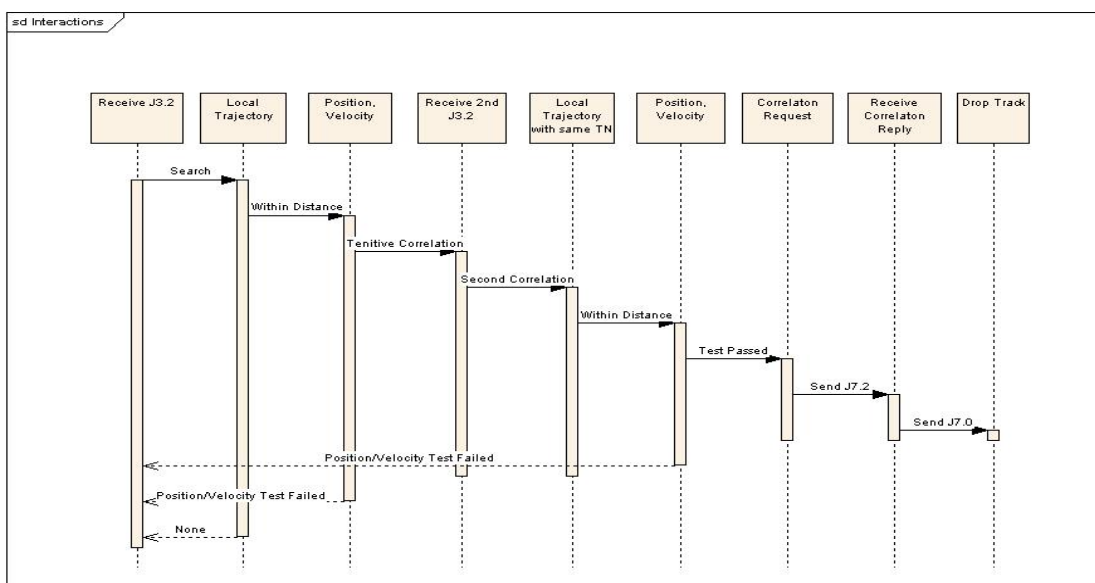 sd Interactions
Receive J3.2
Local
Trajectory
Position,
Velocity
Receive 2nd
J3.2
Local
Trajectory
with same TN
Position,
Velocity
Correlaton
Request
Receive
Correlaton
Reply
Drop Track
Search
Within Distance
Tenitive Correlation
Second Correlation
Within Distance
Test Passed
Send J7.2
Send J7.0
Position/Velocity Test Failed
Position/Velocity Test Failed
None